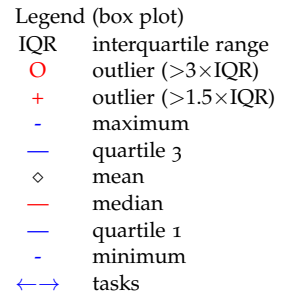 Legend (box plot)
IQR interquartile range
O outlier (>3×IQR)
+ outlier (>1.5×IQR)
- maximum
— quartile 3
⋄ mean
— median
— quartile 1
- minimum
←→ tasks